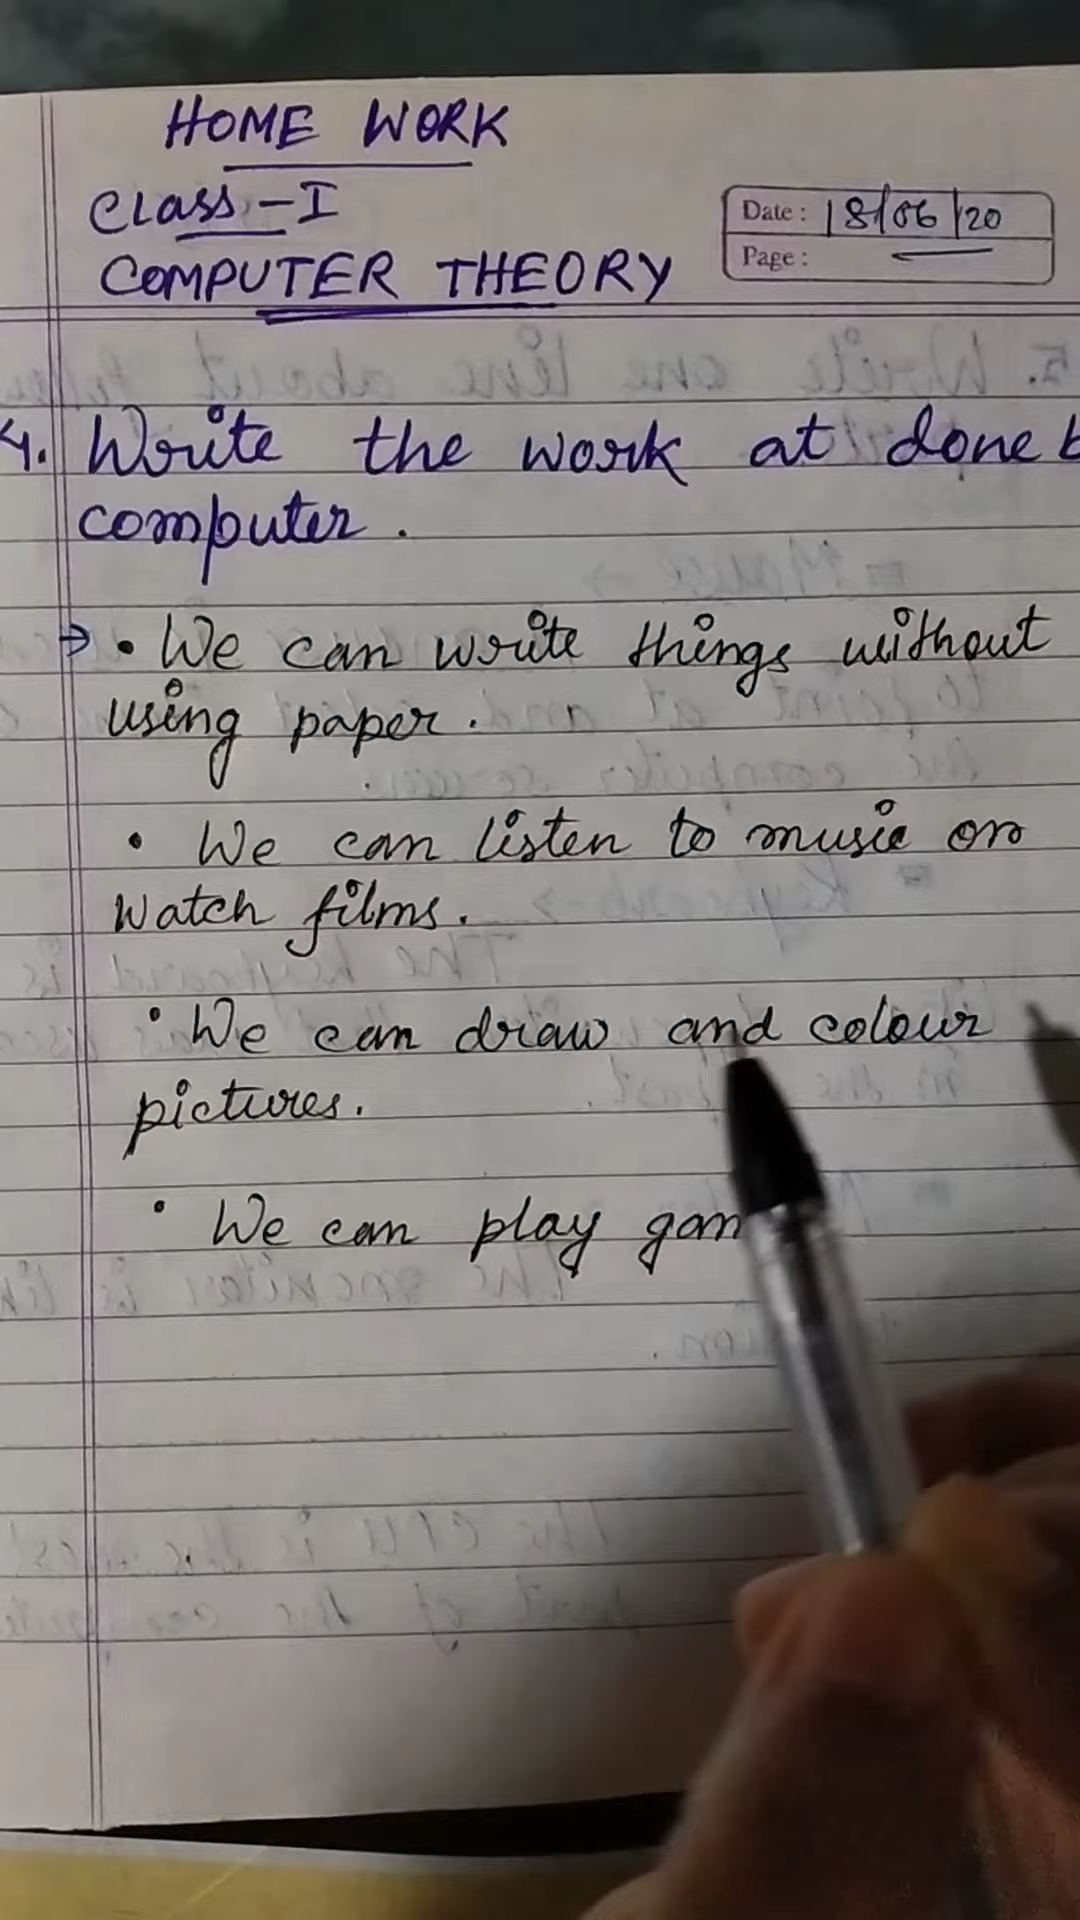 HOME WORK
Class - I
Date : 18/06/20
Page :
COMPUTER THEORY
4. Write the work at done b
computer.
→ • We can write things without
using paper.
• We can listen to music or
watch films.
• We can draw and colour
pictures.
• We can play gam